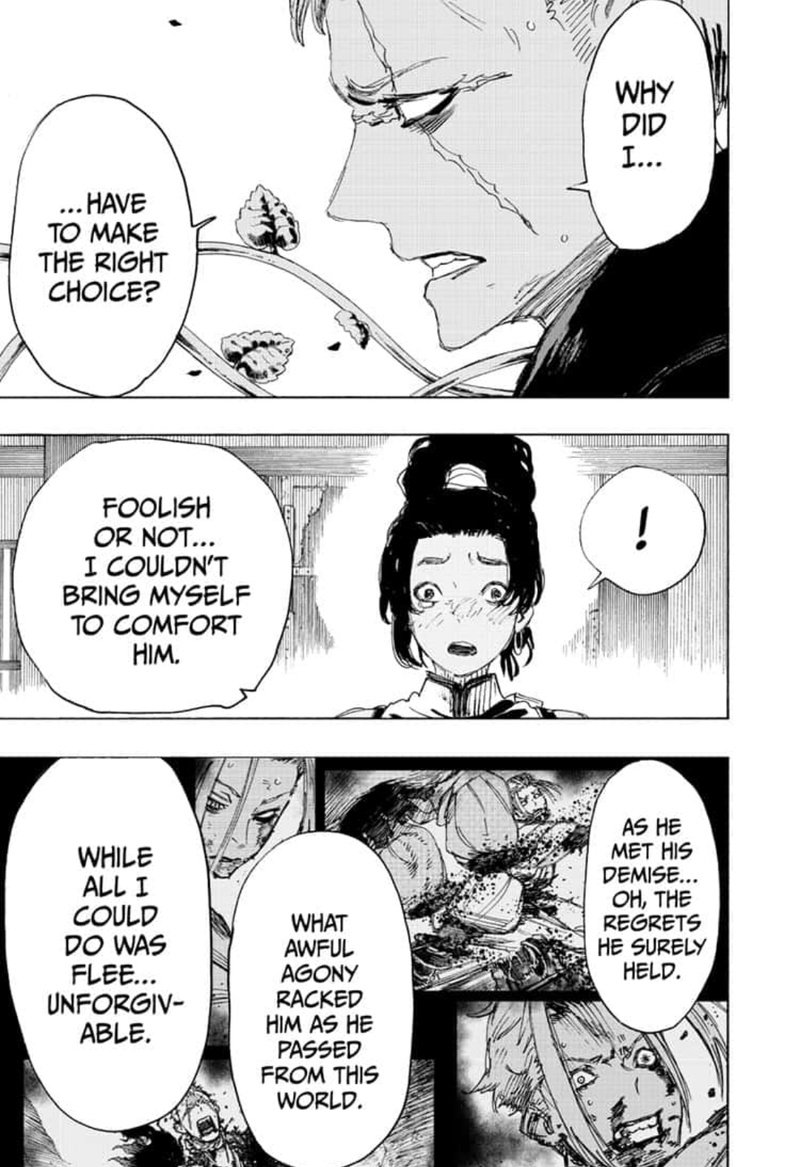 WHY
DID
I...
...HAVE
TO MAKE
THE RIGHT
CHOICE?
!
FOOLISH
OR NOT...
I COULDN'T
BRING MYSELF
TO COMFORT
HIM.
AS HE
MET HIS
DEMISE...
OH, THE
REGRETS
HE SURELY
HELD.
WHAT
AWFUL
AGONY
RACKED
HIM AS HE
PASSED
FROM THIS
WORLD.
WHILE
ALL I
COULD
DO WAS
FLEE...
UNFORGIV-
ABLE.